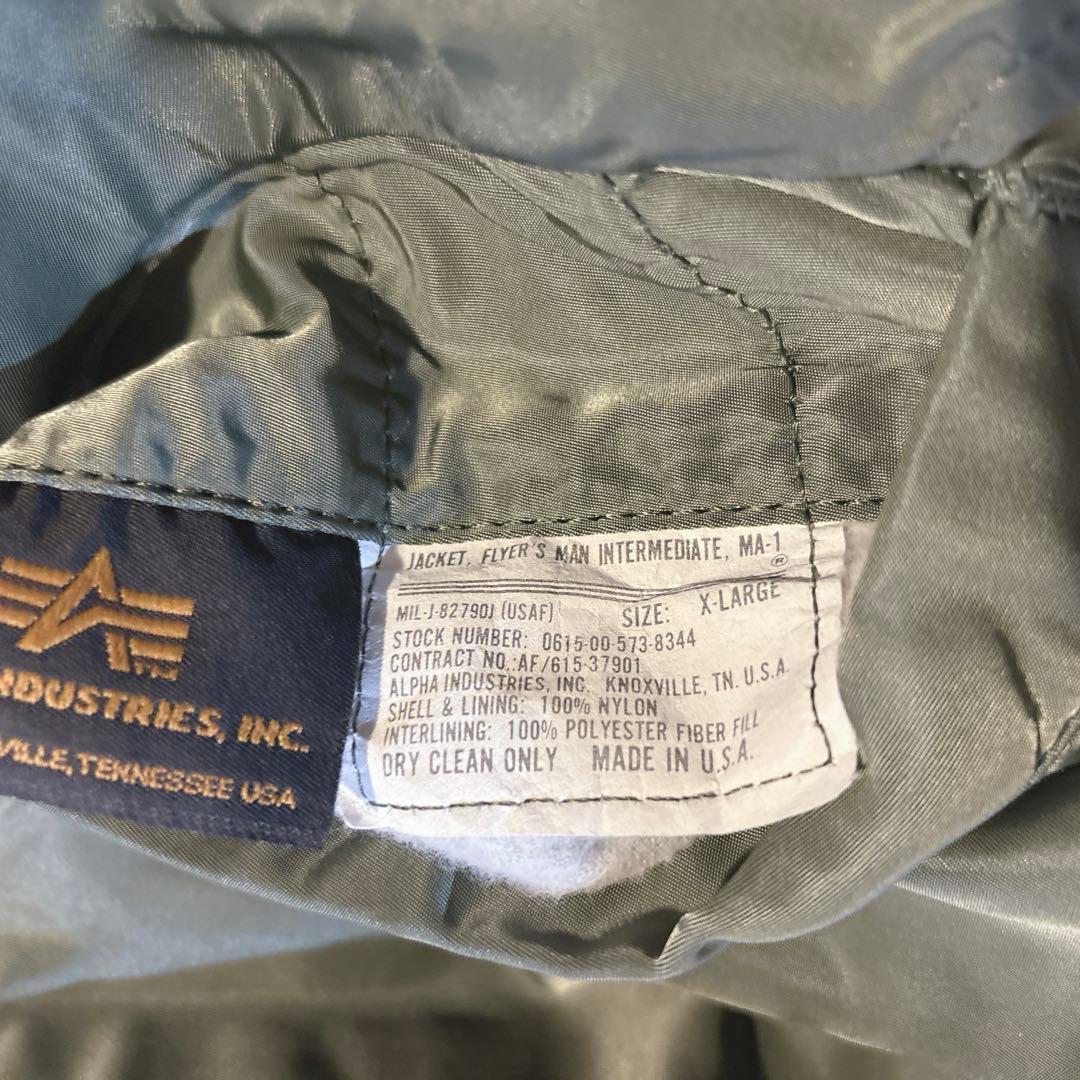 JACKET, FLYER'S MAN INTERMEDIATE, MA-1
®
MIL-J-82790J (USAF) SIZE: X-LARGE
STOCK NUMBER: 0615-00-573-8344
CONTRACT NO.:AF/615-37901
ALPHA INDUSTRIES, INC. KNOXVILLE, TN. U.S.A.
SHELL & LINING: 100% NYLON
INTERLINING: 100% POLYESTER FIBER FILL
DRY CLEAN ONLY MADE IN U.S.A.
TM
NDUSTRIES, INC.
VILLE, TENNESSEE USA